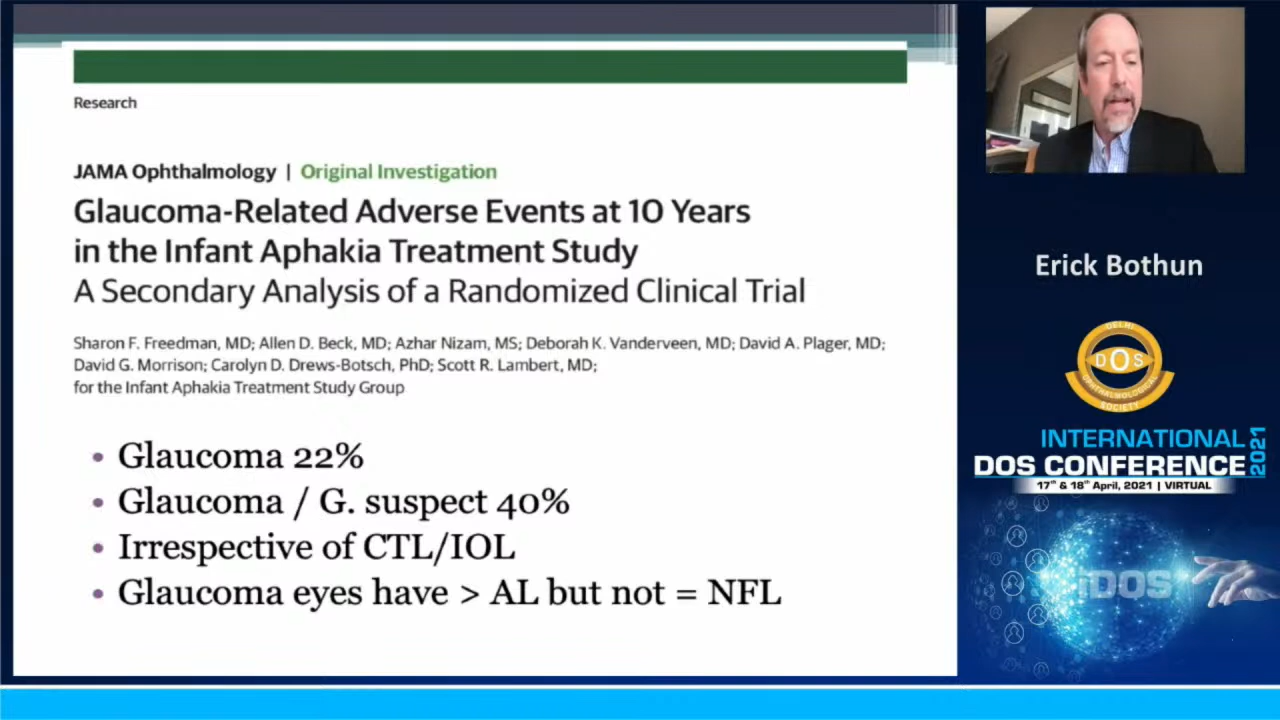 Research
JAMA Ophthalmology | Original Investigation
Glaucoma-Related Adverse Events at 10 Years
in the Infant Aphakia Treatment Study
A Secondary Analysis of a Randomized Clinical Trial
Sharon F. Freedman, MD; Allen D. Beck, MD; Azhar Nizam, MS; Deborah K. Vanderveen, MD; David A. Plager, MD;
David G. Morrison, MD; Carolyn D. Drews-Botsch, PhD; Scott R. Lambert, MD;
for the Infant Aphakia Treatment Study Group
• Glaucoma 22%
• Glaucoma / G. suspect 40%
• Irrespective of CTL/IOL
• Glaucoma eyes have > AL but not = NFL
Erick Bothun
DELHI
DOS
OPHTHALMOLOGICAL
SOCIETY
INTERNATIONAL
DOS CONFERENCE
2021
17th & 18th April, 2021 | VIRTUAL
iDOS